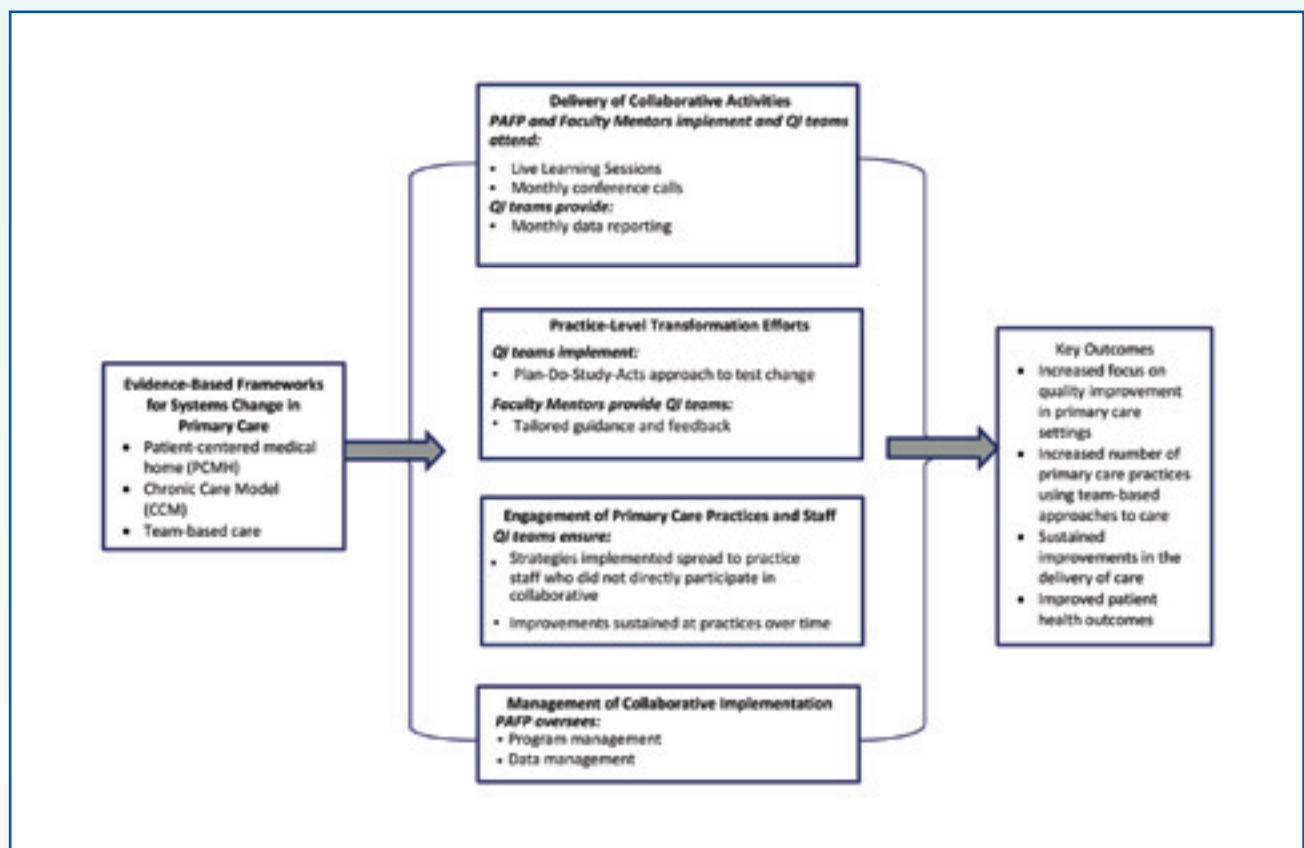 Delivery of Collaborative Activities
PAFP and Faculty Mentors implement and QI teams
attend:
• Live Learning Sessions
• Monthly conference calls
QI teams provide:
• Monthly data reporting
Practice-Level Transformation Efforts
QI teams implement:
• Plan-Do-Study-Acts approach to test change
Faculty Mentors provide QI teams:
• Tailored guidance and feedback
Evidence-Based Frameworks
for Systems Change in
Primary Care
• Patient-centered medical
home (PCMH)
• Chronic Care Model
(CCM)
• Team-based care
Engagement of Primary Care Practices and Staff
QI teams ensure:
• Strategies implemented spread to practice
staff who did not directly participate in
collaborative
• Improvements sustained at practices over time
Management of Collaborative Implementation
PAFP oversees:
• Program management
• Data management
Key Outcomes
• Increased focus on
quality improvement
in primary care
settings
• Increased number of
primary care practices
using team-based
approaches to care
• Sustained
improvements in the
delivery of care
• Improved patient
health outcomes